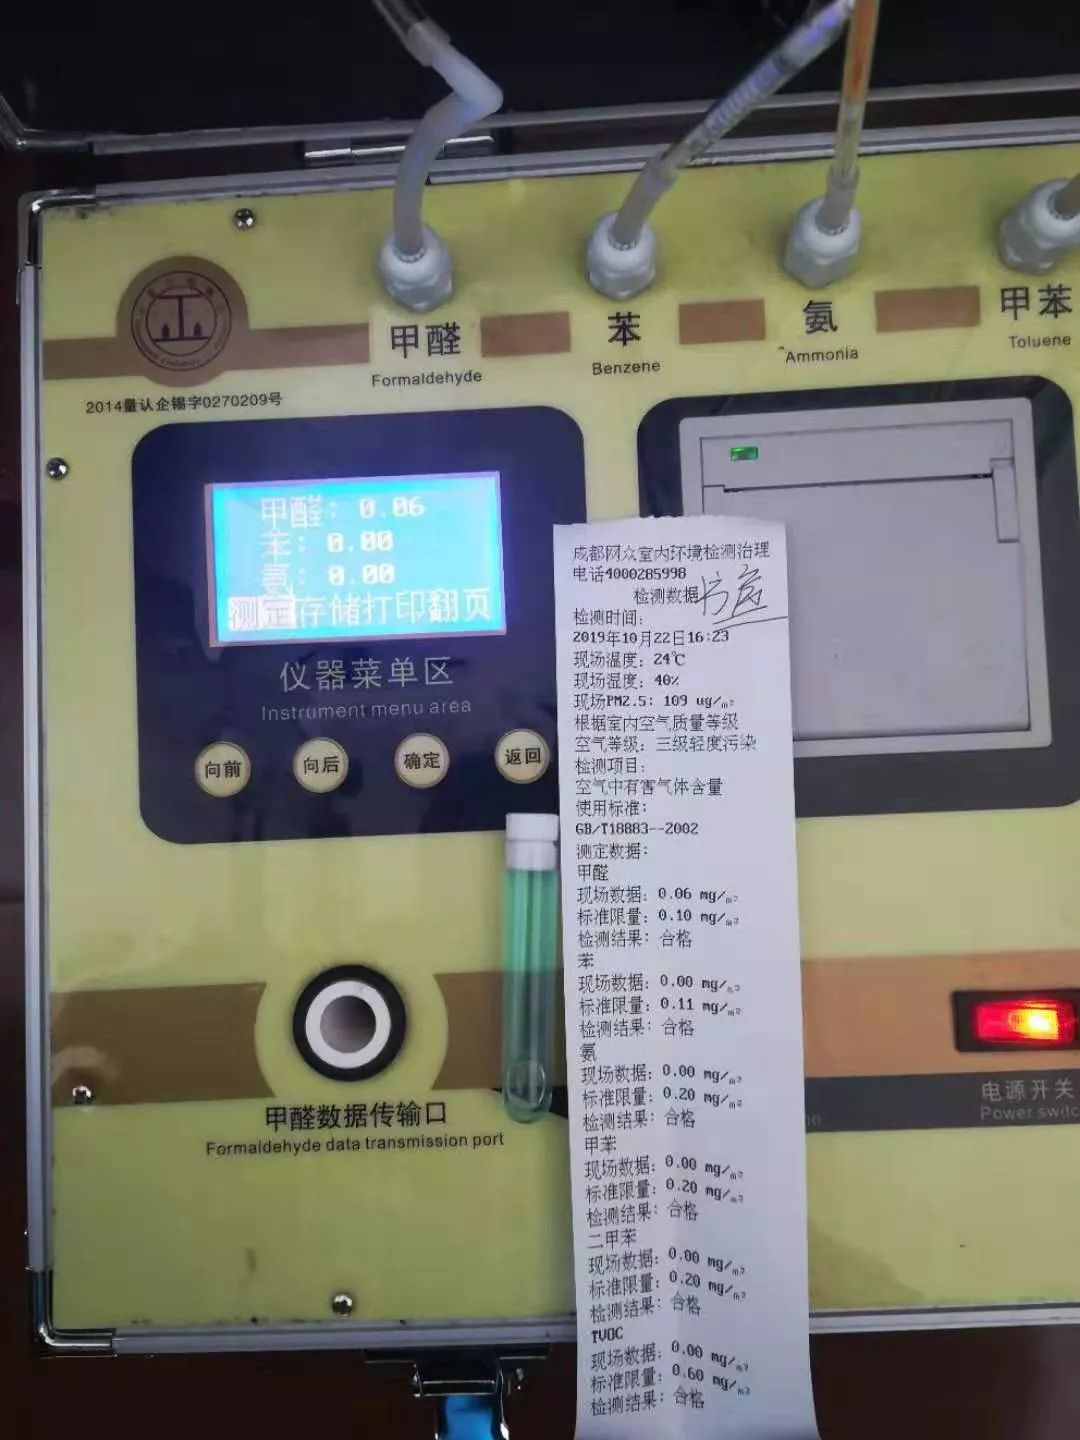 甲醛
Formaldehyde
苯
Benzene
氨
Ammonia
甲苯
Toluene
2014量认企锡字0270209号
甲醛: 0.06
苯: 0.00
氨: 0.00
测定存储打印翻页
仪器菜单区
Instrument menu area
向前
向后
确定
返回
成都网众室内环境检测治理
电话4000285998
检测数据
检测时间:
2019年10月22日16:23
现场温度: 24℃
现场湿度: 40%
现场PM2.5: 109 ug/m³
根据室内空气质量等级
空气等级: 三级轻度污染
检测项目:
空气中有害气体含量
使用标准:
GB/T18883--2002
测定数据:
甲醛
现场数据: 0.06 mg/m³
标准限量: 0.10 mg/m³
检测结果: 合格
苯
现场数据: 0.00 mg/m³
标准限量: 0.11 mg/m³
检测结果: 合格
氨
现场数据: 0.00 mg/m³
标准限量: 0.20 mg/m³
检测结果: 合格
甲苯
现场数据: 0.00 mg/m³
标准限量: 0.20 mg/m³
检测结果: 合格
二甲苯
现场数据: 0.00 mg/m³
标准限量: 0.20 mg/m³
检测结果: 合格
TVOC
现场数据: 0.00 mg/m³
标准限量: 0.60 mg/m³
检测结果: 合格
甲醛数据传输口
Formaldehyde data transmission port
电源开关
Power switc